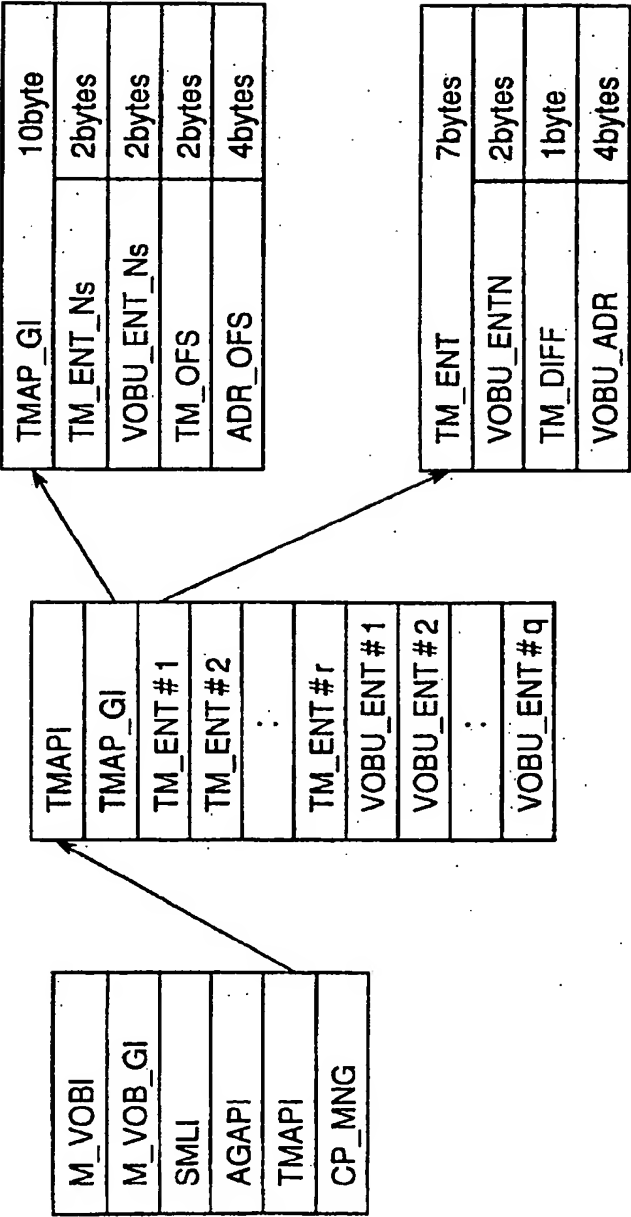 M_VOBI
M_VOB_GI
SMLI
AGAPI
TMAPI
CP_MNG
TMAPI
TMAP_GI
TM_ENT#1
TM_ENT#2
:
TM_ENT#r
VOBU_ENT#1
VOBU_ENT#2
:
VOBU_ENT#q
TMAP_GI 10byte
TM_ENT_Ns 2bytes
VOBU_ENT_Ns 2bytes
TM_OFS 2bytes
ADR_OFS 4bytes
TM_ENT 7bytes
VOBU_ENTN 2bytes
TM_DIFF 1byte
VOBU_ADR 4bytes